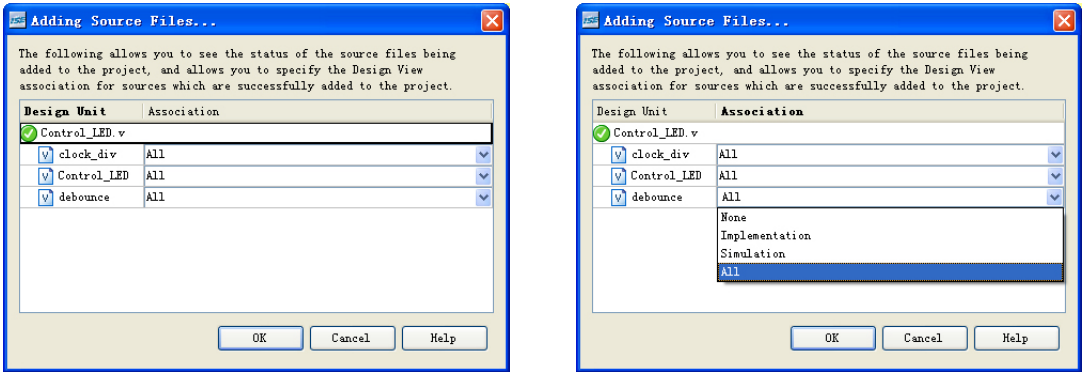 ISE Adding Source Files...
The following allows you to see the status of the source files being
added to the project, and allows you to specify the Design View
association for sources which are successfully added to the project.
Design Unit Association
Control_LED.v
V clock_div All
V Control_LED All
V debounce All
OK Cancel Help
ISE Adding Source Files...
The following allows you to see the status of the source files being
added to the project, and allows you to specify the Design View
association for sources which are successfully added to the project.
Design Unit Association
Control_LED.v
V clock_div All
V Control_LED All
V debounce All
None
Implementation
Simulation
All
OK Cancel Help